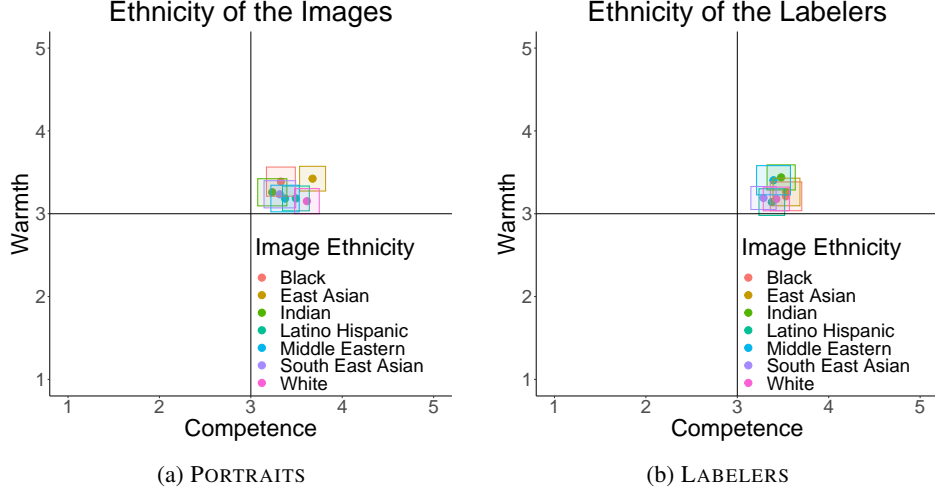 Ethnicity of the Images
5
4
3
2
1
Warmth
Image Ethnicity
Black
East Asian
Indian
Latino Hispanic
Middle Eastern
South East Asian
White
1 2 3 4 5
Competence
(a) PORTRAITS
Ethnicity of the Labelers
5
4
3
2
1
Warmth
Image Ethnicity
Black
East Asian
Indian
Latino Hispanic
Middle Eastern
South East Asian
White
1 2 3 4 5
Competence
(b) LABELERS